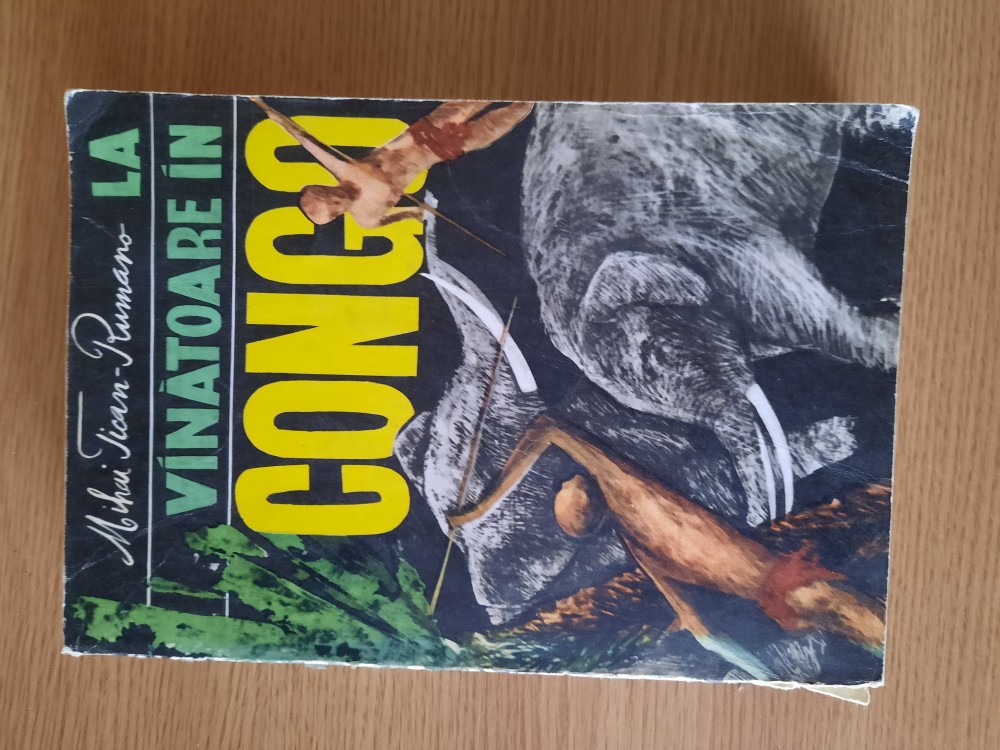 Mihai Tican-Rumano
LA
VÎNĂTOARE ÎN
CONGO